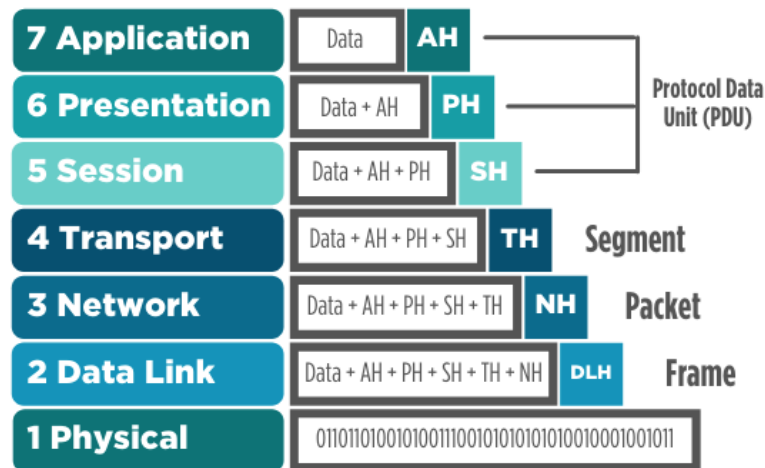 7 Application
Data
AH
6 Presentation
Data + AH
PH
Protocol Data
Unit (PDU)
5 Session
Data + AH + PH
SH
4 Transport
Data + AH + PH + SH
TH
Segment
3 Network
Data + AH + PH + SH + TH
NH
Packet
2 Data Link
Data + AH + PH + SH + TH + NH
DLH
Frame
1 Physical
0110110100101001110010101010101001000100​1011